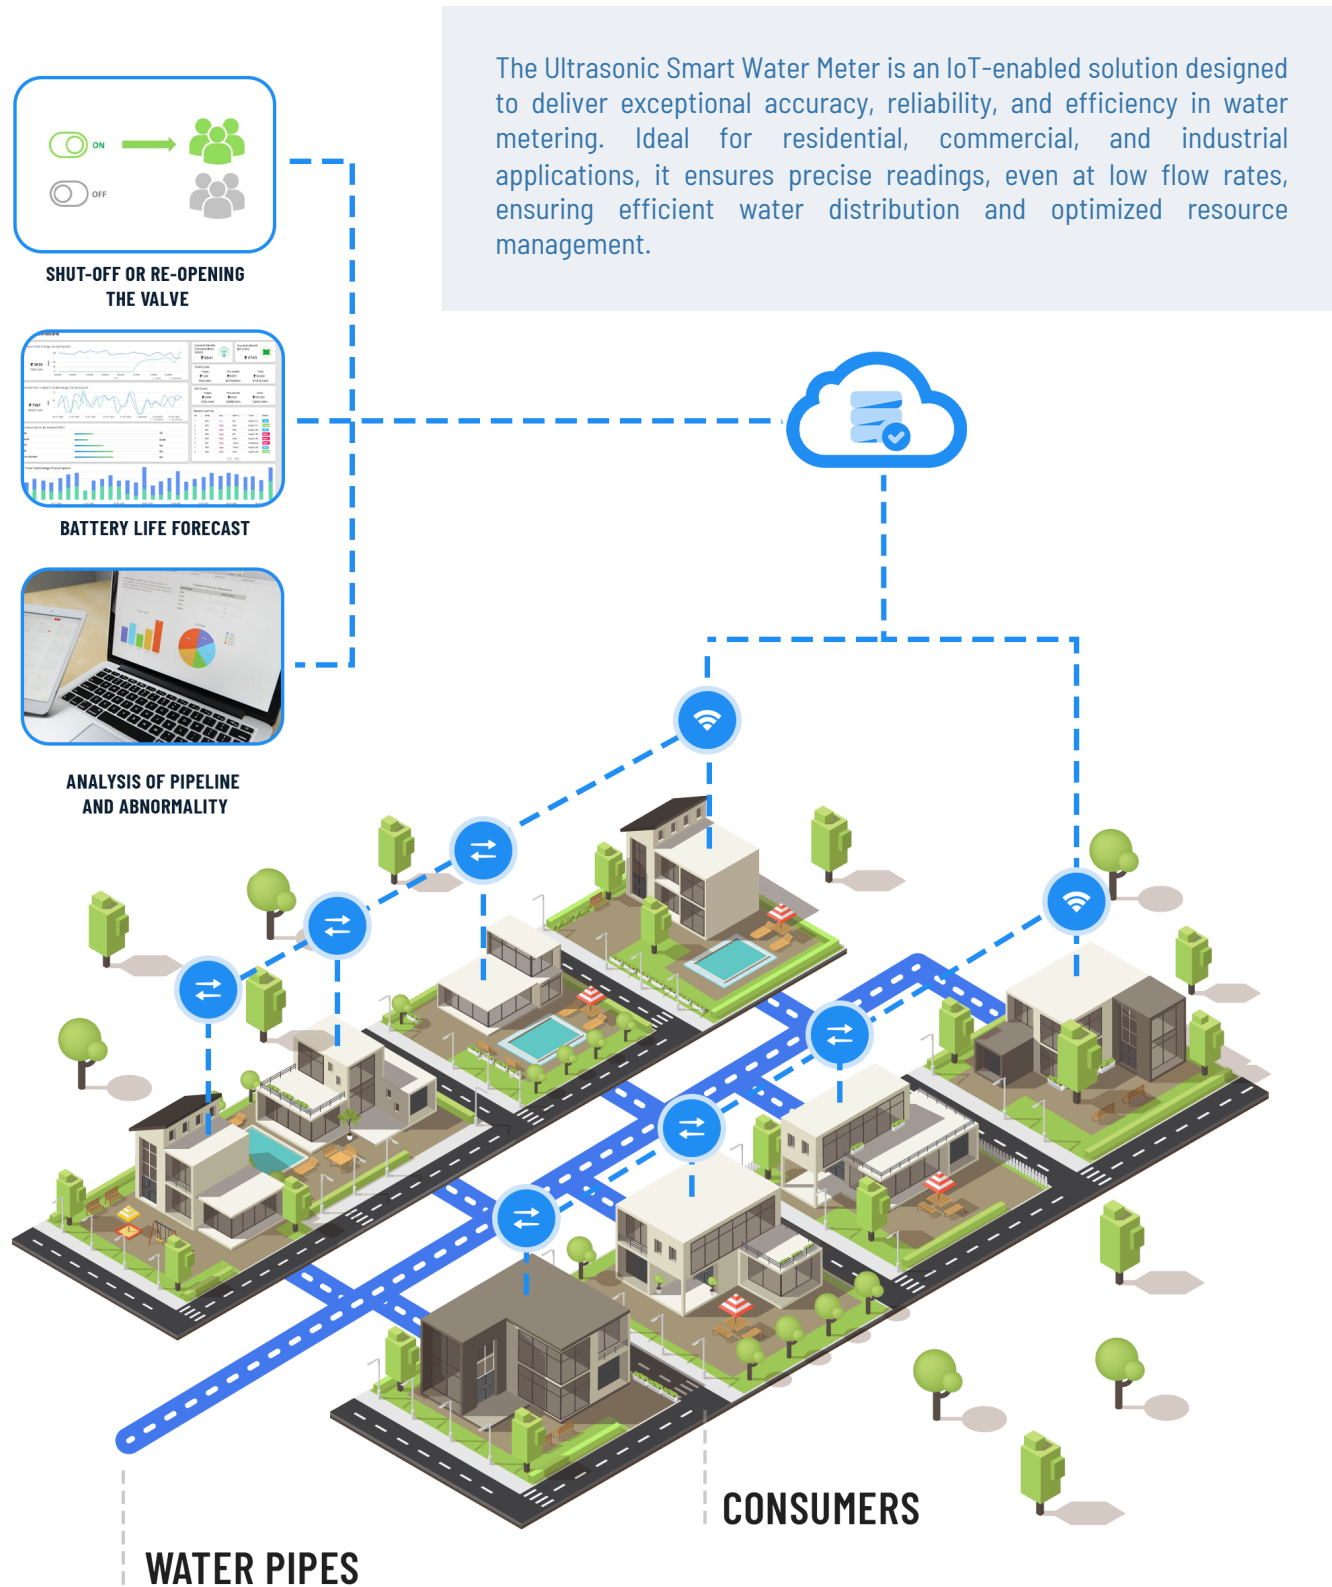 The Ultrasonic Smart Water Meter is an IoT-enabled solution designed
to deliver exceptional accuracy, reliability, and efficiency in water
metering. Ideal for residential, commercial, and industrial
applications, it ensures precise readings, even at low flow rates,
ensuring efficient water distribution and optimized resource
management.
ON
OFF
SHUT-OFF OR RE-OPENING
THE VALVE
BATTERY LIFE FORECAST
ANALYSIS OF PIPELINE
AND ABNORMALITY
CONSUMERS
WATER PIPES